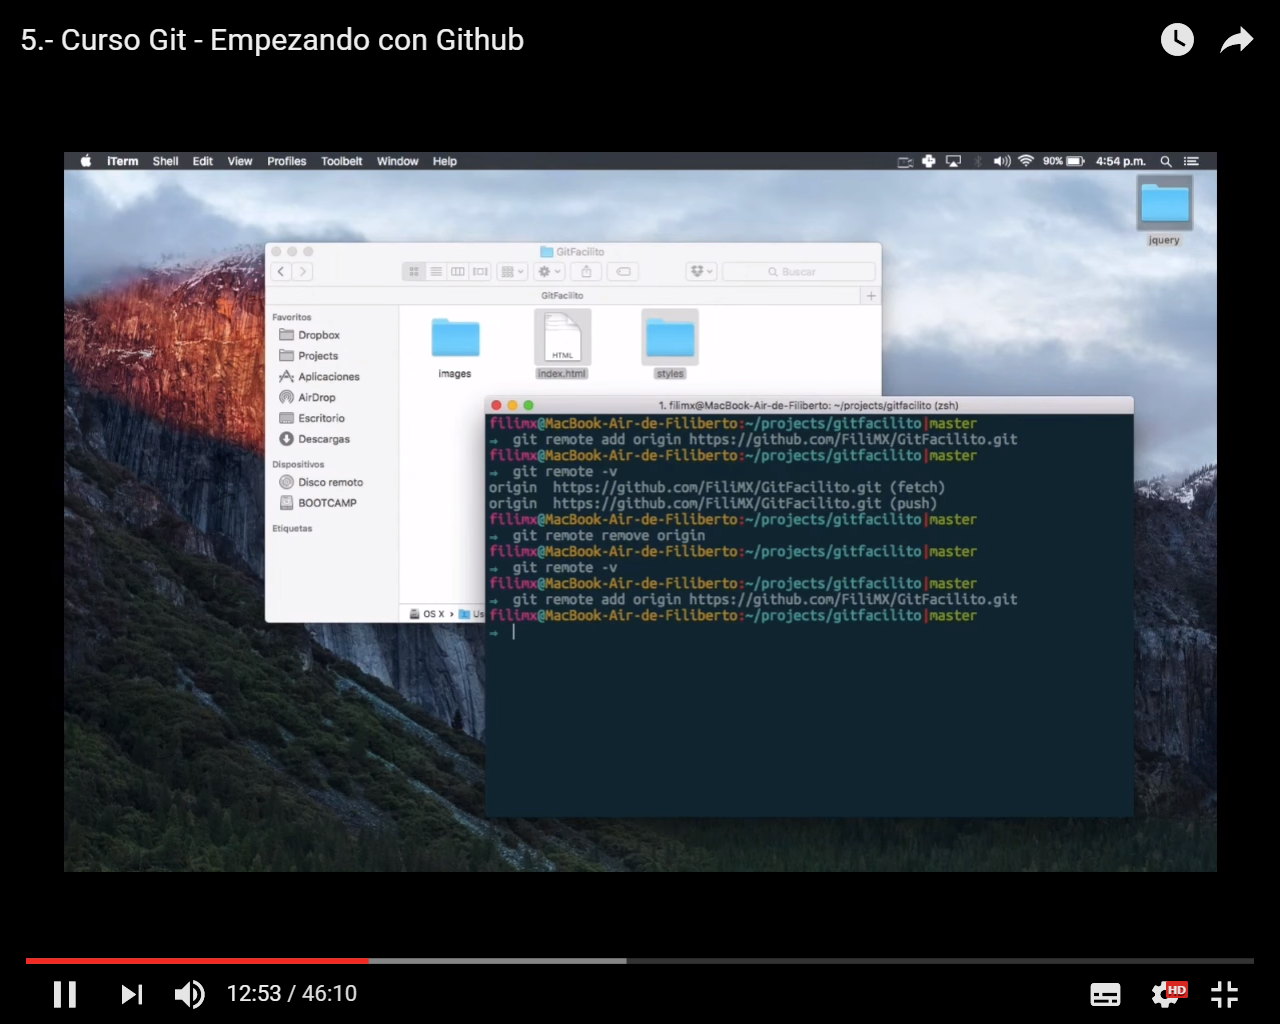 5.- Curso Git - Empezando con Github
iTerm Shell Edit View Profiles Toolbelt Window Help 90% 4:54 p.m.
jquery
GitFacilito
Buscar
GitFacilito
Favoritos
Dropbox
Projects
Aplicaciones
AirDrop
Escritorio
Descargas
Dispositivos
Disco remoto
BOOTCAMP
Etiquetas
HTML
images index.html styles
OS X › Use
1. filimx@MacBook-Air-de-Filiberto: ~/projects/gitfacilito (zsh)
filimx@MacBook-Air-de-Filiberto:~/projects/gitfacilito|master
→ git remote add origin https://github.com/FiliMX/GitFacilito.git
filimx@MacBook-Air-de-Filiberto:~/projects/gitfacilito|master
→ git remote -v
origin https://github.com/FiliMX/GitFacilito.git (fetch)
origin https://github.com/FiliMX/GitFacilito.git (push)
filimx@MacBook-Air-de-Filiberto:~/projects/gitfacilito|master
→ git remote remove origin
filimx@MacBook-Air-de-Filiberto:~/projects/gitfacilito|master
→ git remote -v
filimx@MacBook-Air-de-Filiberto:~/projects/gitfacilito|master
→ git remote add origin https://github.com/FiliMX/GitFacilito.git
filimx@MacBook-Air-de-Filiberto:~/projects/gitfacilito|master
→
12:53 / 46:10
HD